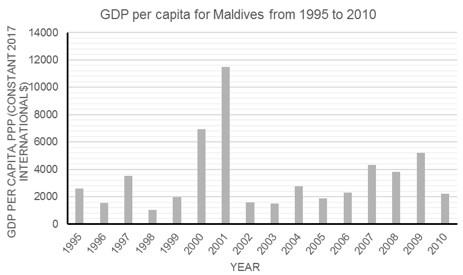 GDP per capita for Maldives from 1995 to 2010
GDP PER CAPITA, PPP (CONSTANT 2017
INTERNATIONAL$)
14000
12000
10000
8000
6000
4000
2000
0
1995 1996 1997 1998 1999 2000 2001 2002 2003 2004 2005 2006 2007 2008 2009 2010
YEAR